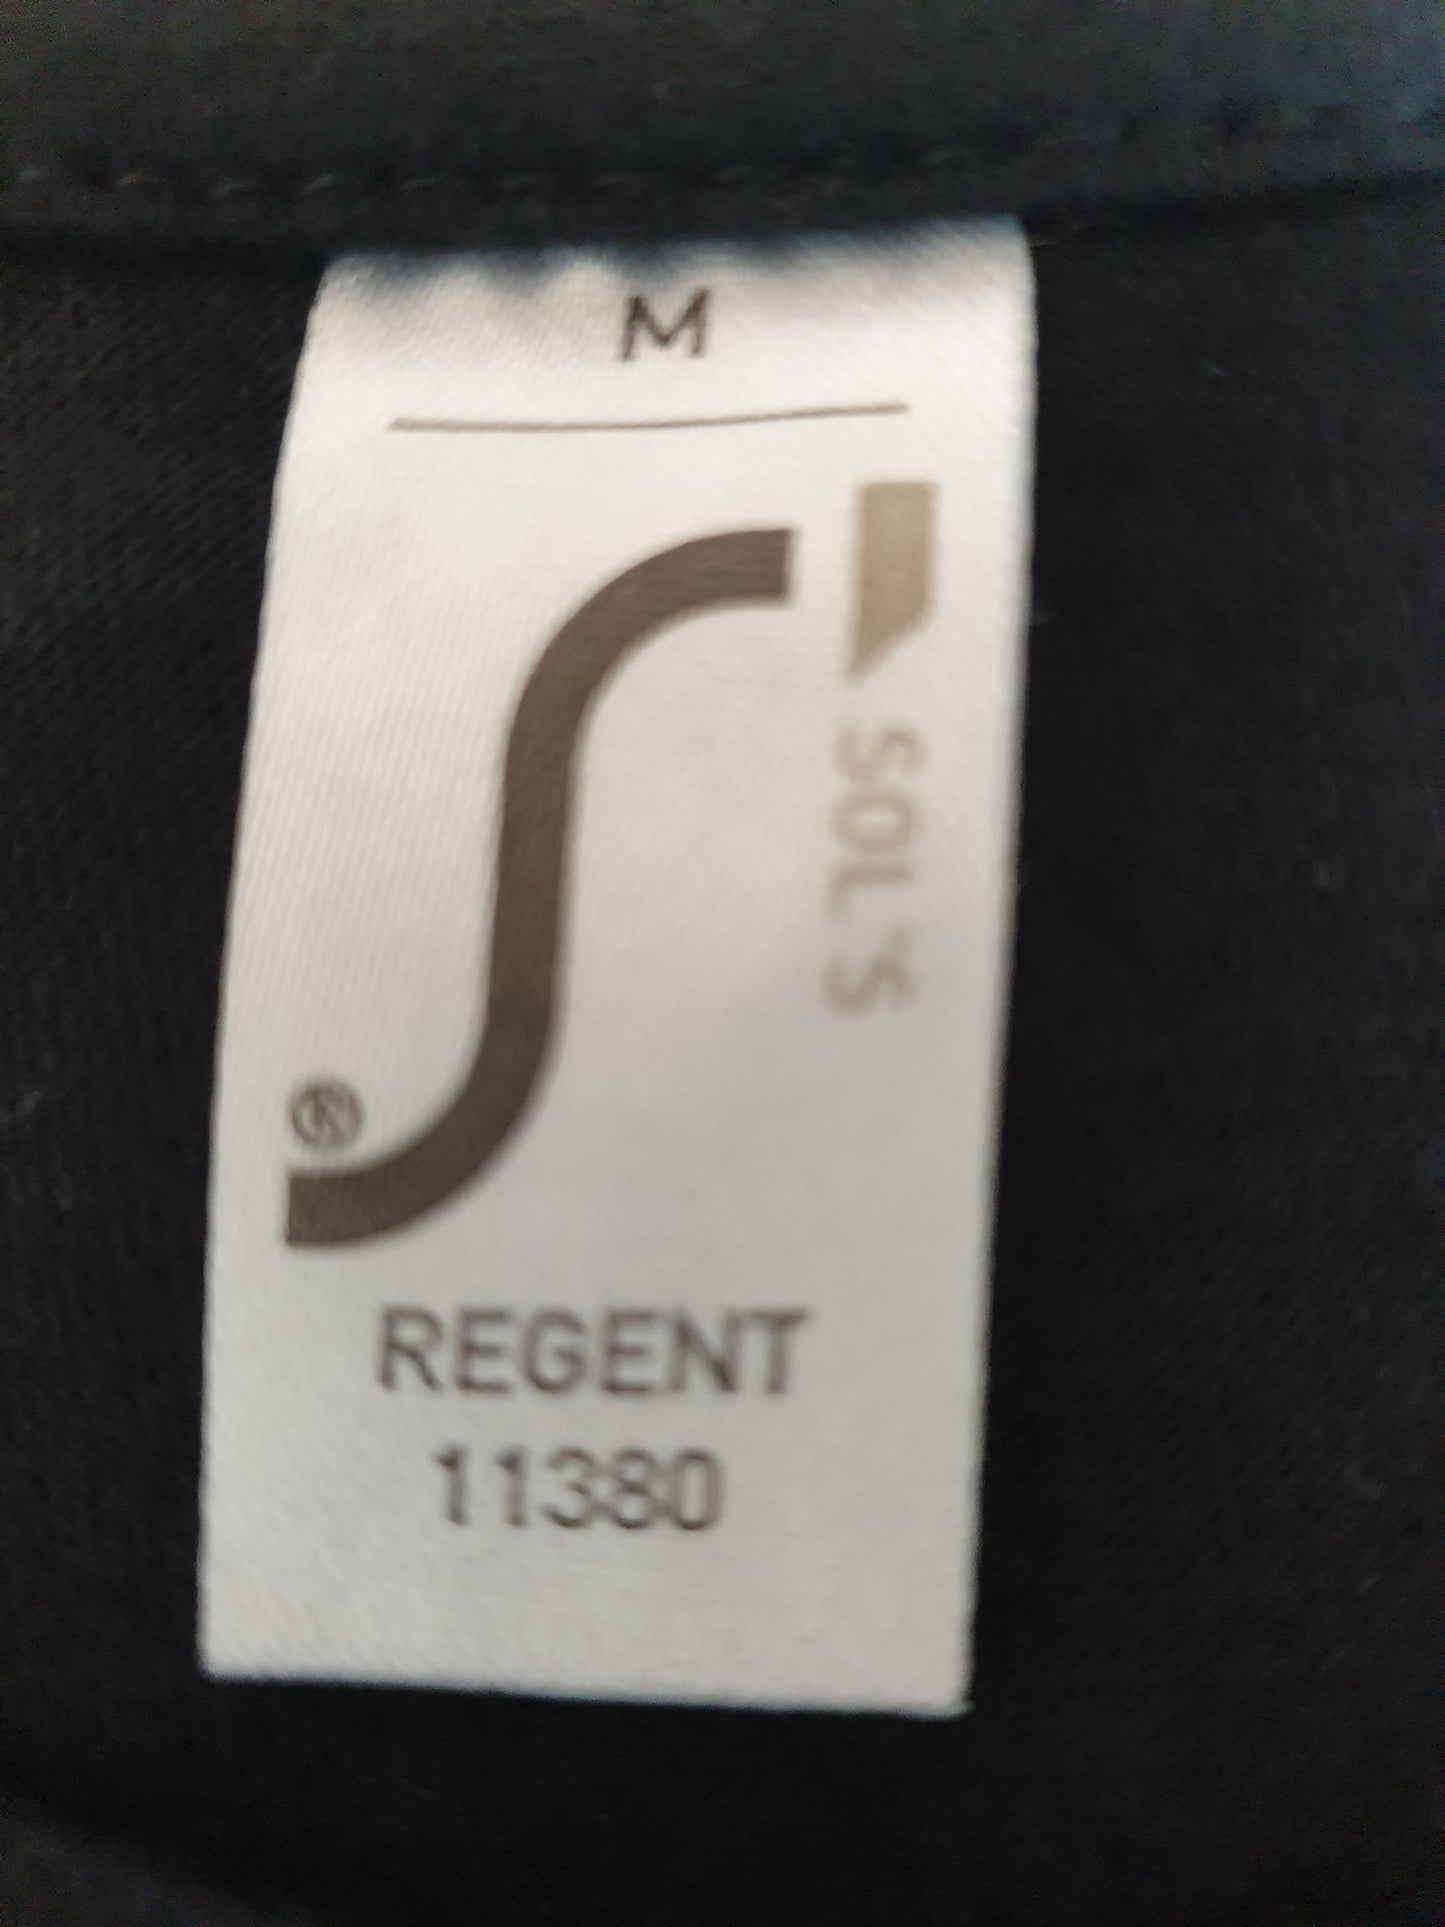 M
SOL'S
®
REGENT
11380